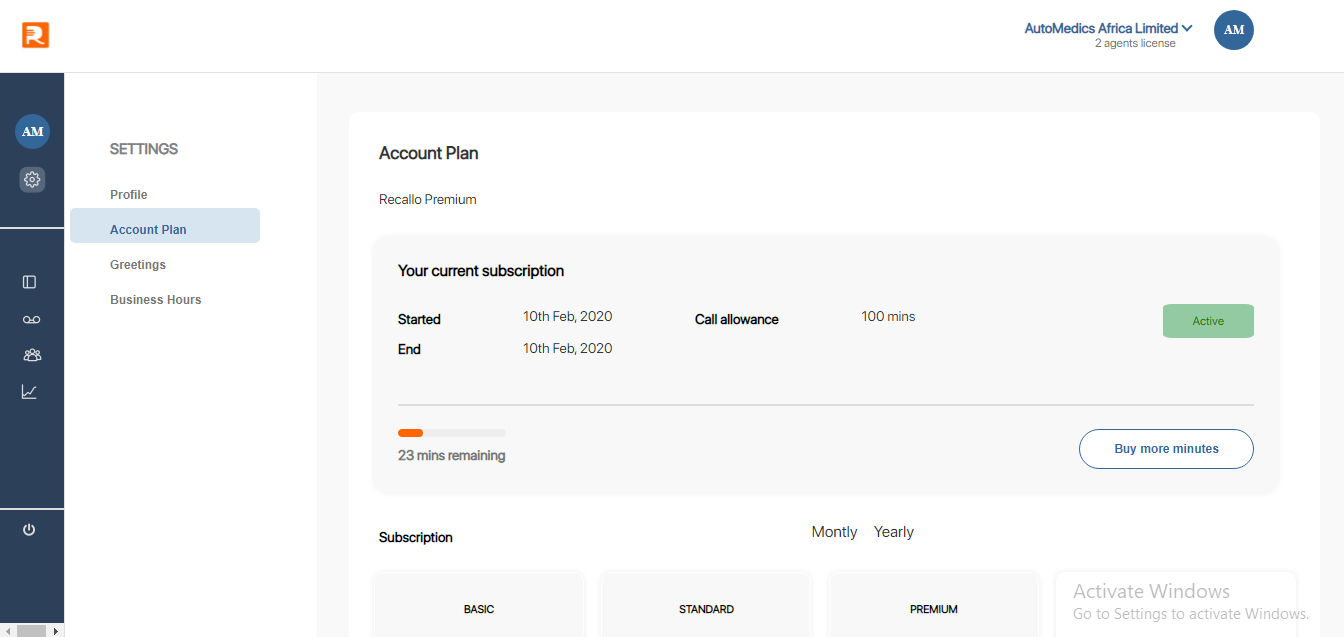 R
AutoMedics Africa Limited
2 agents license
AM
AM
SETTINGS
Profile
Account Plan
Greetings
Business Hours
Account Plan
Recallo Premium
Your current subscription
Started 10th Feb, 2020 Call allowance 100 mins Active
End 10th Feb, 2020
23 mins remaining
Buy more minutes
Subscription Montly Yearly
BASIC STANDARD PREMIUM
Activate Windows
Go to Settings to activate Windows.